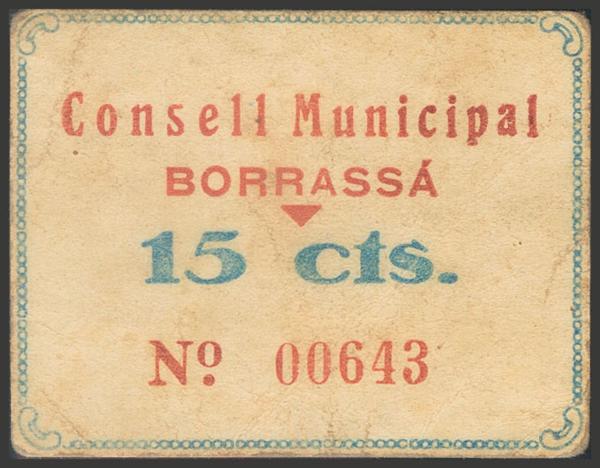 Consell Municipal
BORRASSÁ
15 cts.
Nº 00643